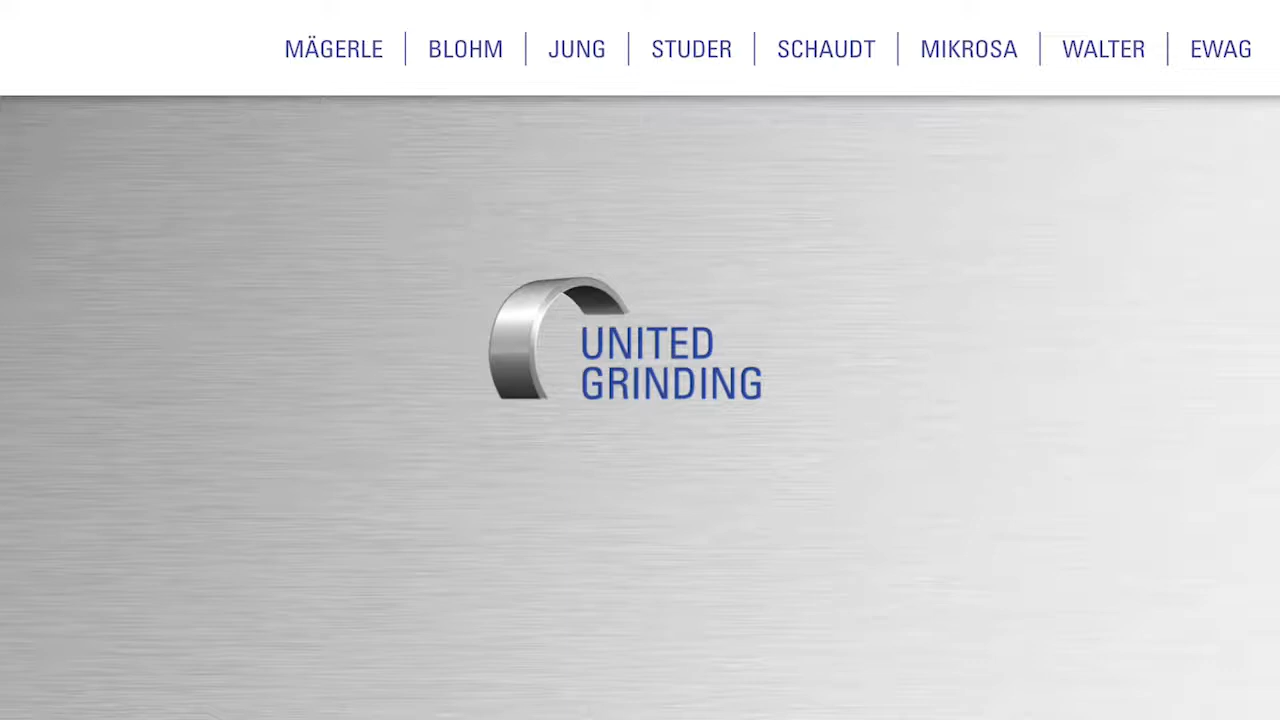 MÄGERLE | BLOHM | JUNG | STUDER | SCHAUDT | MIKROSA | WALTER | EWAG
UNITED
GRINDING